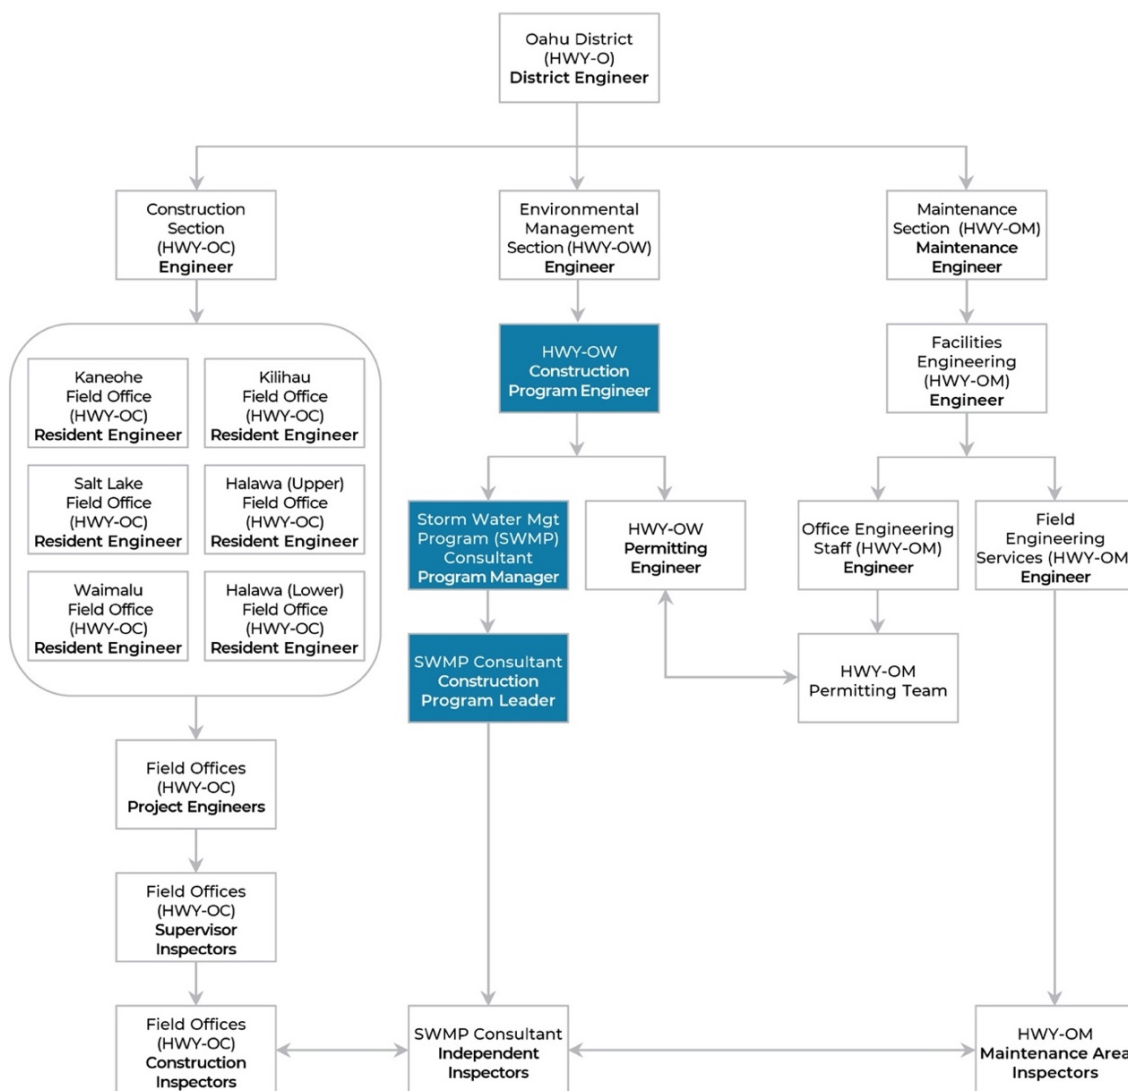 Oahu District
(HWY-O)
District Engineer
Construction
Section
(HWY-OC)
Engineer
Environmental
Management
Section (HWY-OW)
Engineer
Maintenance
Section (HWY-OM)
Maintenance
Engineer
Kaneohe
Field Office
(HWY-OC)
Resident Engineer
Kilihau
Field Office
(HWY-OC)
Resident Engineer
Salt Lake
Field Office
(HWY-OC)
Resident Engineer
Halawa (Upper)
Field Office
(HWY-OC)
Resident Engineer
Waimalu
Field Office
(HWY-OC)
Resident Engineer
Halawa (Lower)
Field Office
(HWY-OC)
Resident Engineer
HWY-OW
Construction
Program Engineer
Facilities
Engineering
(HWY-OM)
Engineer
Storm Water Mgt
Program (SWMP)
Consultant
Program Manager
HWY-OW
Permitting
Engineer
Office Engineering
Staff (HWY-OM)
Engineer
Field
Engineering
Services (HWY-OM)
Engineer
SWMP Consultant
Construction
Program Leader
HWY-OM
Permitting Team
Field Offices
(HWY-OC)
Project Engineers
Field Offices
(HWY-OC)
Supervisor
Inspectors
Field Offices
(HWY-OC)
Construction
Inspectors
SWMP Consultant
Independent
Inspectors
HWY-OM
Maintenance Area
Inspectors